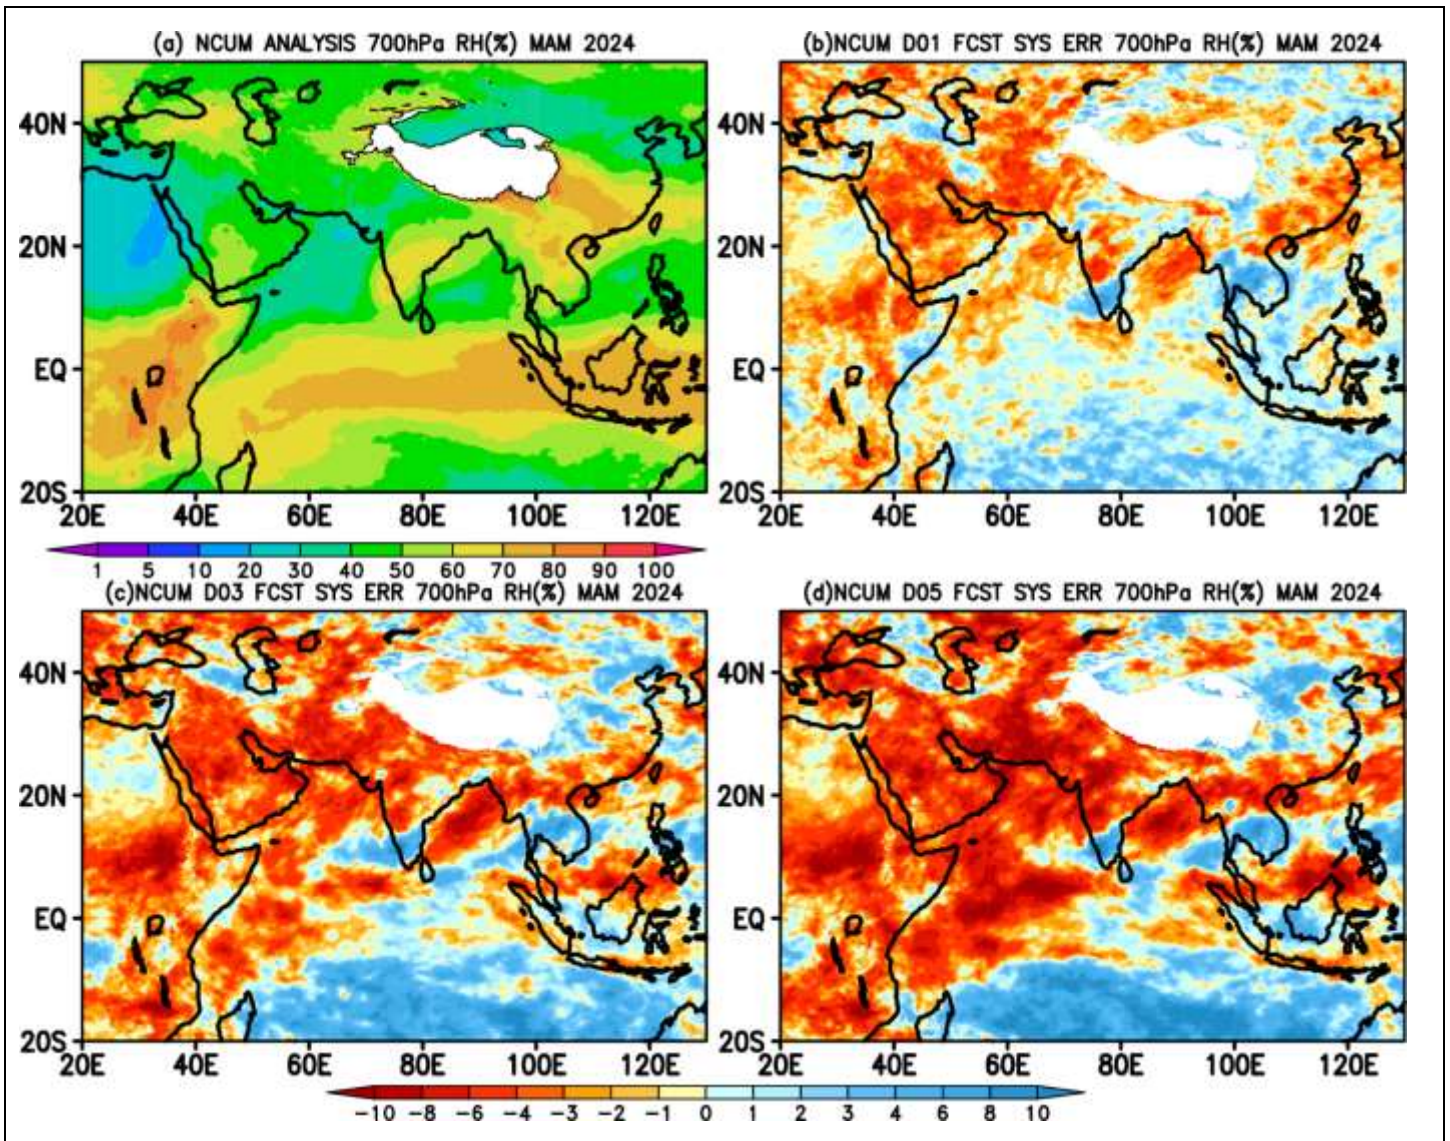 (a) NCUM ANALYSIS 700hPa RH(%) MAM 2024
40N
20N
EQ
20S
20E 40E 60E 80E 100E 120E
1 5 10 20 30 40 50 60 70 80 90 100
(b)NCUM D01 FCST SYS ERR 700hPa RH(%) MAM 2024
40N
20N
EQ
20S
20E 40E 60E 80E 100E 120E
(c)NCUM D03 FCST SYS ERR 700hPa RH(%) MAM 2024
40N
20N
EQ
20S
20E 40E 60E 80E 100E 120E
(d)NCUM D05 FCST SYS ERR 700hPa RH(%) MAM 2024
40N
20N
EQ
20S
20E 40E 60E 80E 100E 120E
−10 −8 −6 −4 −3 −2 −1 0 1 2 3 4 6 8 10